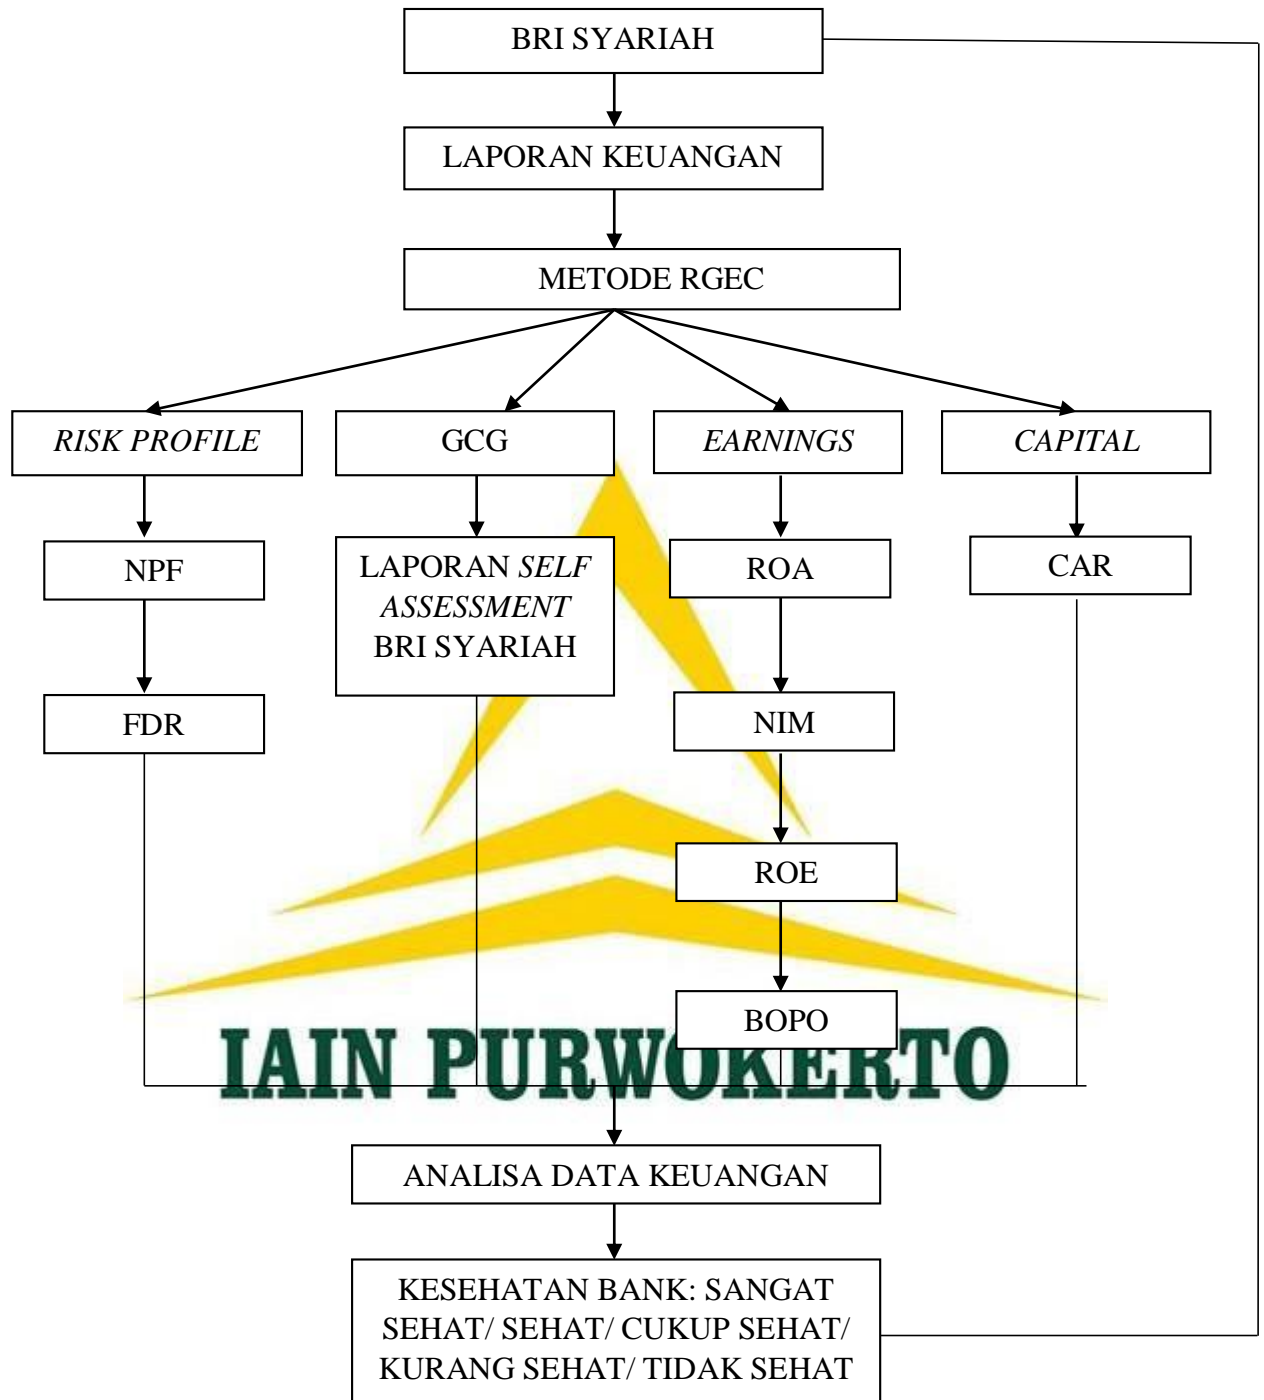 BRI SYARIAH
LAPORAN KEUANGAN
METODE RGEC
RISK PROFILE
GCG
EARNINGS
CAPITAL
NPF
LAPORAN SELF
ASSESSMENT
BRI SYARIAH
ROA
CAR
FDR
NIM
ROE
BOPO
IAIN PURWOKERTO
ANALISA DATA KEUANGAN
KESEHATAN BANK: SANGAT
SEHAT/ SEHAT/ CUKUP SEHAT/
KURANG SEHAT/ TIDAK SEHAT